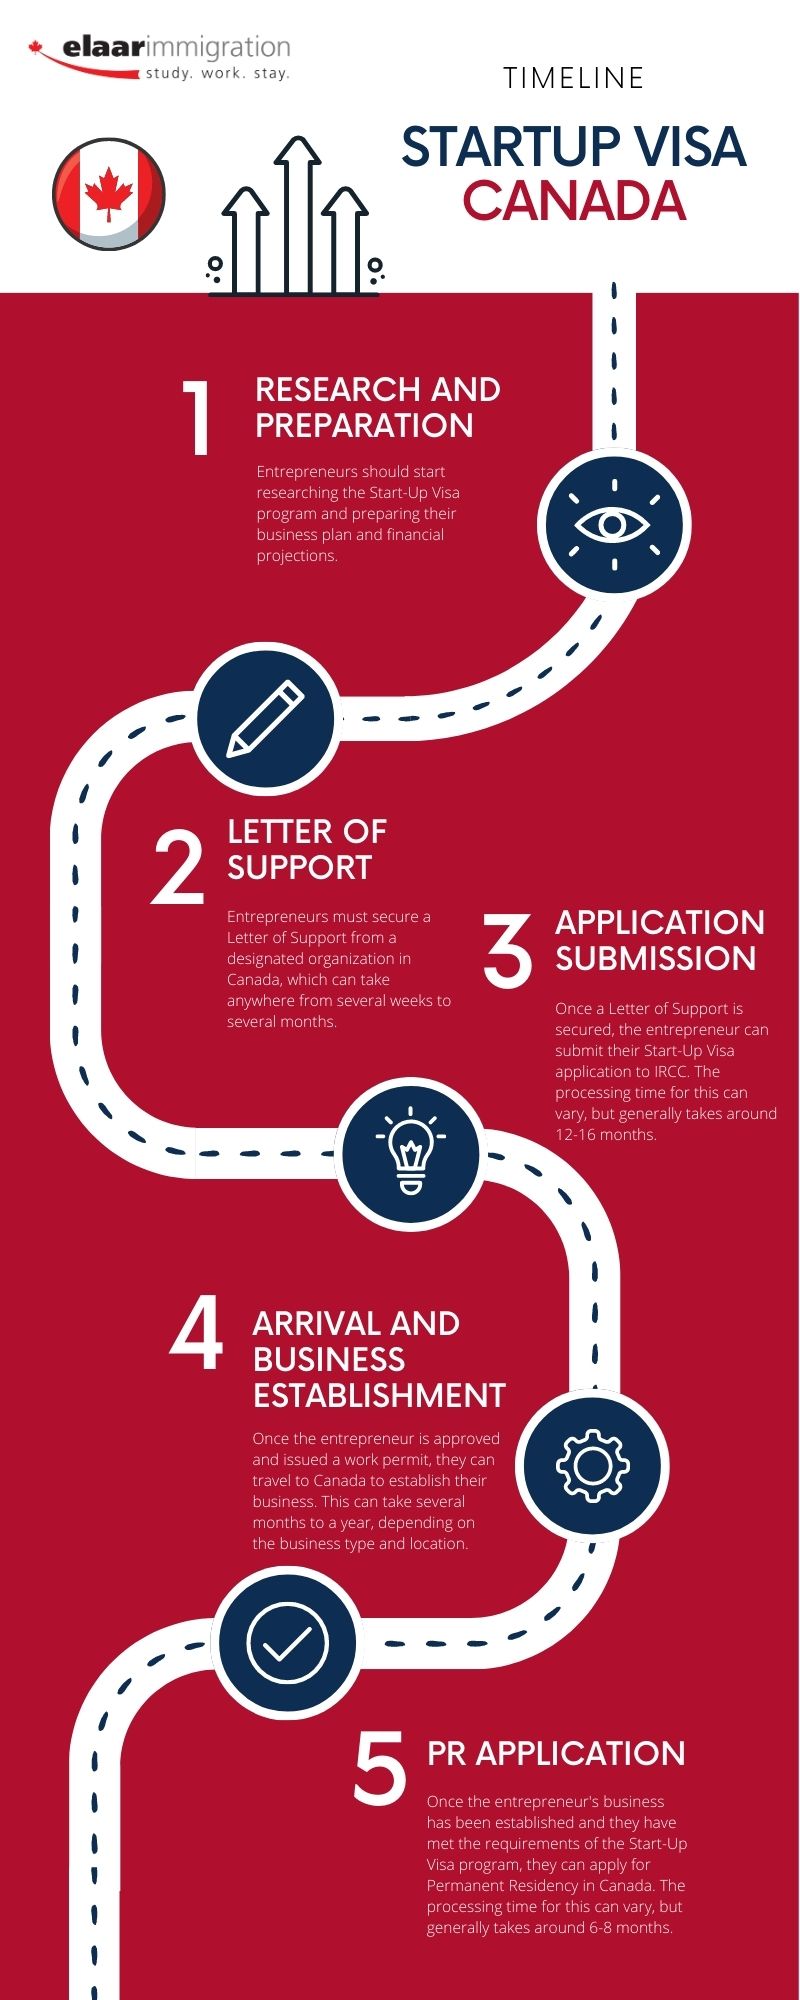 elaarimmigration
study. work. stay.
TIMELINE
STARTUP VISA
CANADA
1
RESEARCH AND
PREPARATION
Entrepreneurs should start
researching the Start-Up Visa
program and preparing their
business plan and financial
projections.
2
LETTER OF
SUPPORT
Entrepreneurs must secure a
Letter of Support from a
designated organization in
Canada, which can take
anywhere from several weeks to
several months.
3
APPLICATION
SUBMISSION
Once a Letter of Support is
secured, the entrepreneur can
submit their Start-Up Visa
application to IRCC. The
processing time for this can
vary, but generally takes around
12-16 months.
4
ARRIVAL AND
BUSINESS
ESTABLISHMENT
Once the entrepreneur is approved
and issued a work permit, they can
travel to Canada to establish their
business. This can take several
months to a year, depending on
the business type and location.
5
PR APPLICATION
Once the entrepreneur's business
has been established and they have
met the requirements of the Start-Up
Visa program, they can apply for
Permanent Residency in Canada. The
processing time for this can vary, but
generally takes around 6-8 months.